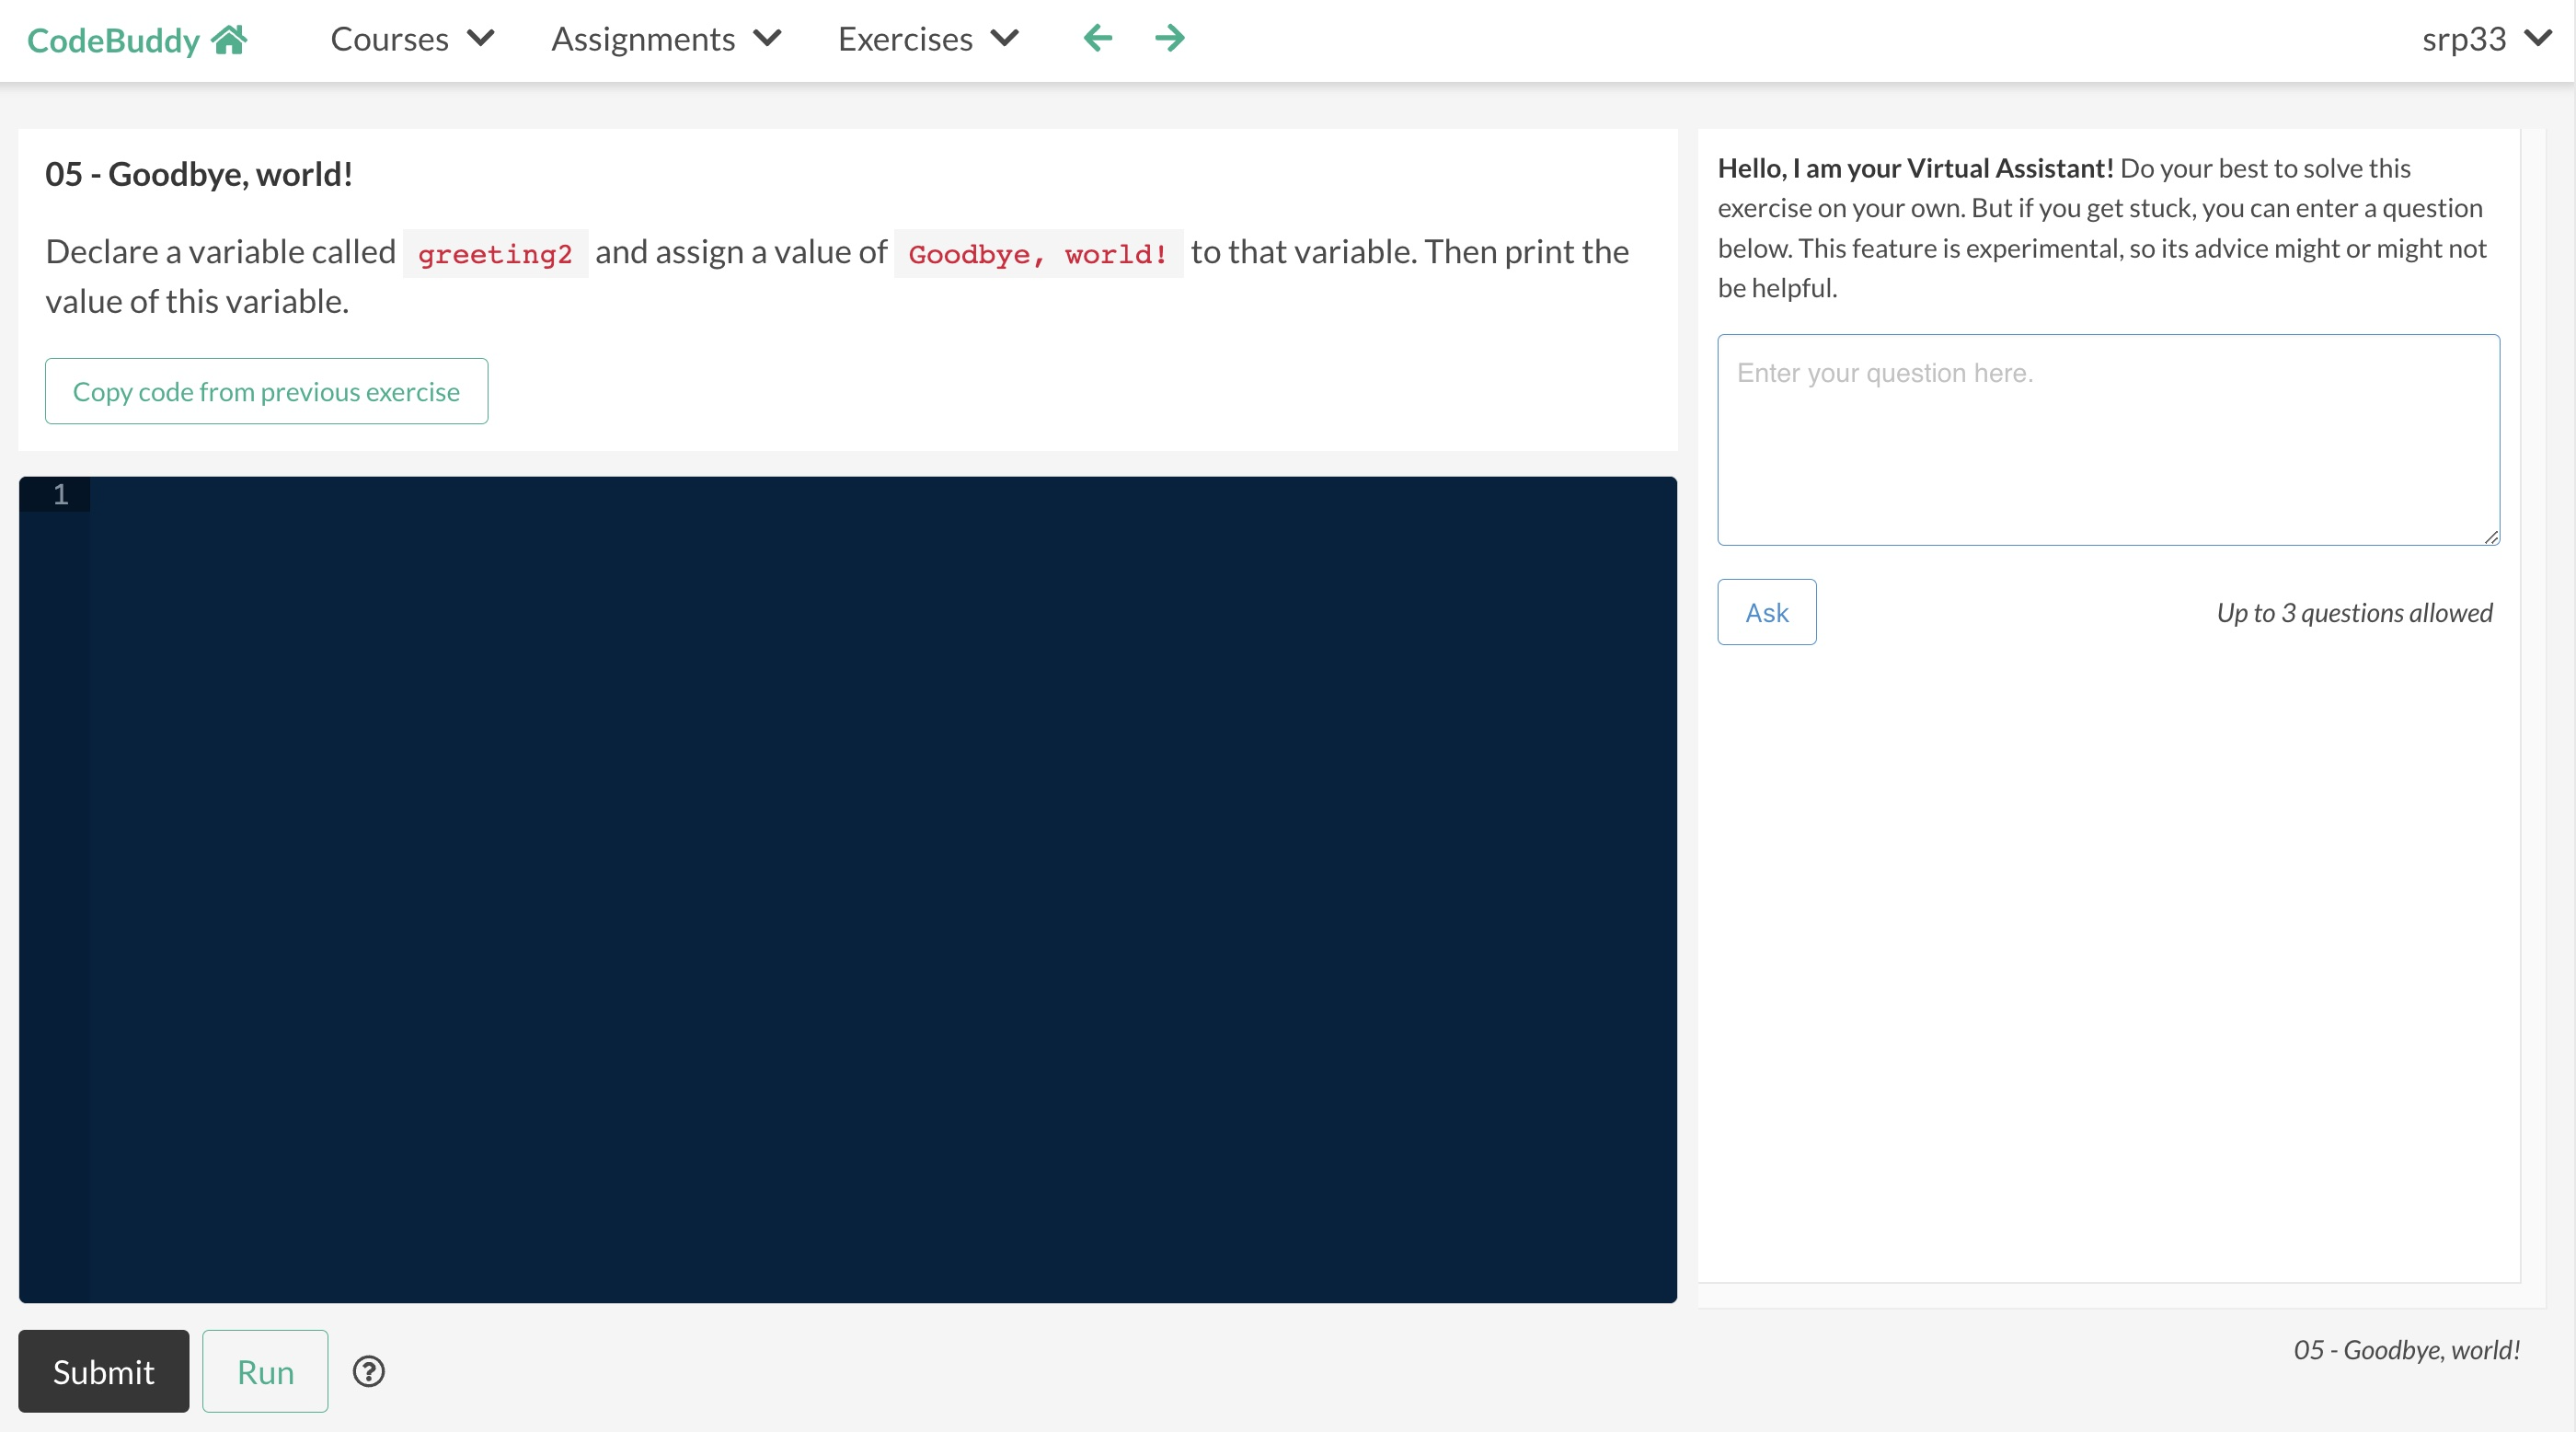 CodeBuddy Courses Assignments Exercises srp33
05 - Goodbye, world!
Declare a variable called greeting2 and assign a value of Goodbye, world! to that variable. Then print the
value of this variable.
Copy code from previous exercise
1
Submit Run
Hello, I am your Virtual Assistant! Do your best to solve this
exercise on your own. But if you get stuck, you can enter a question
below. This feature is experimental, so its advice might or might not
be helpful.
Enter your question here.
Ask Up to 3 questions allowed
05 - Goodbye, world!